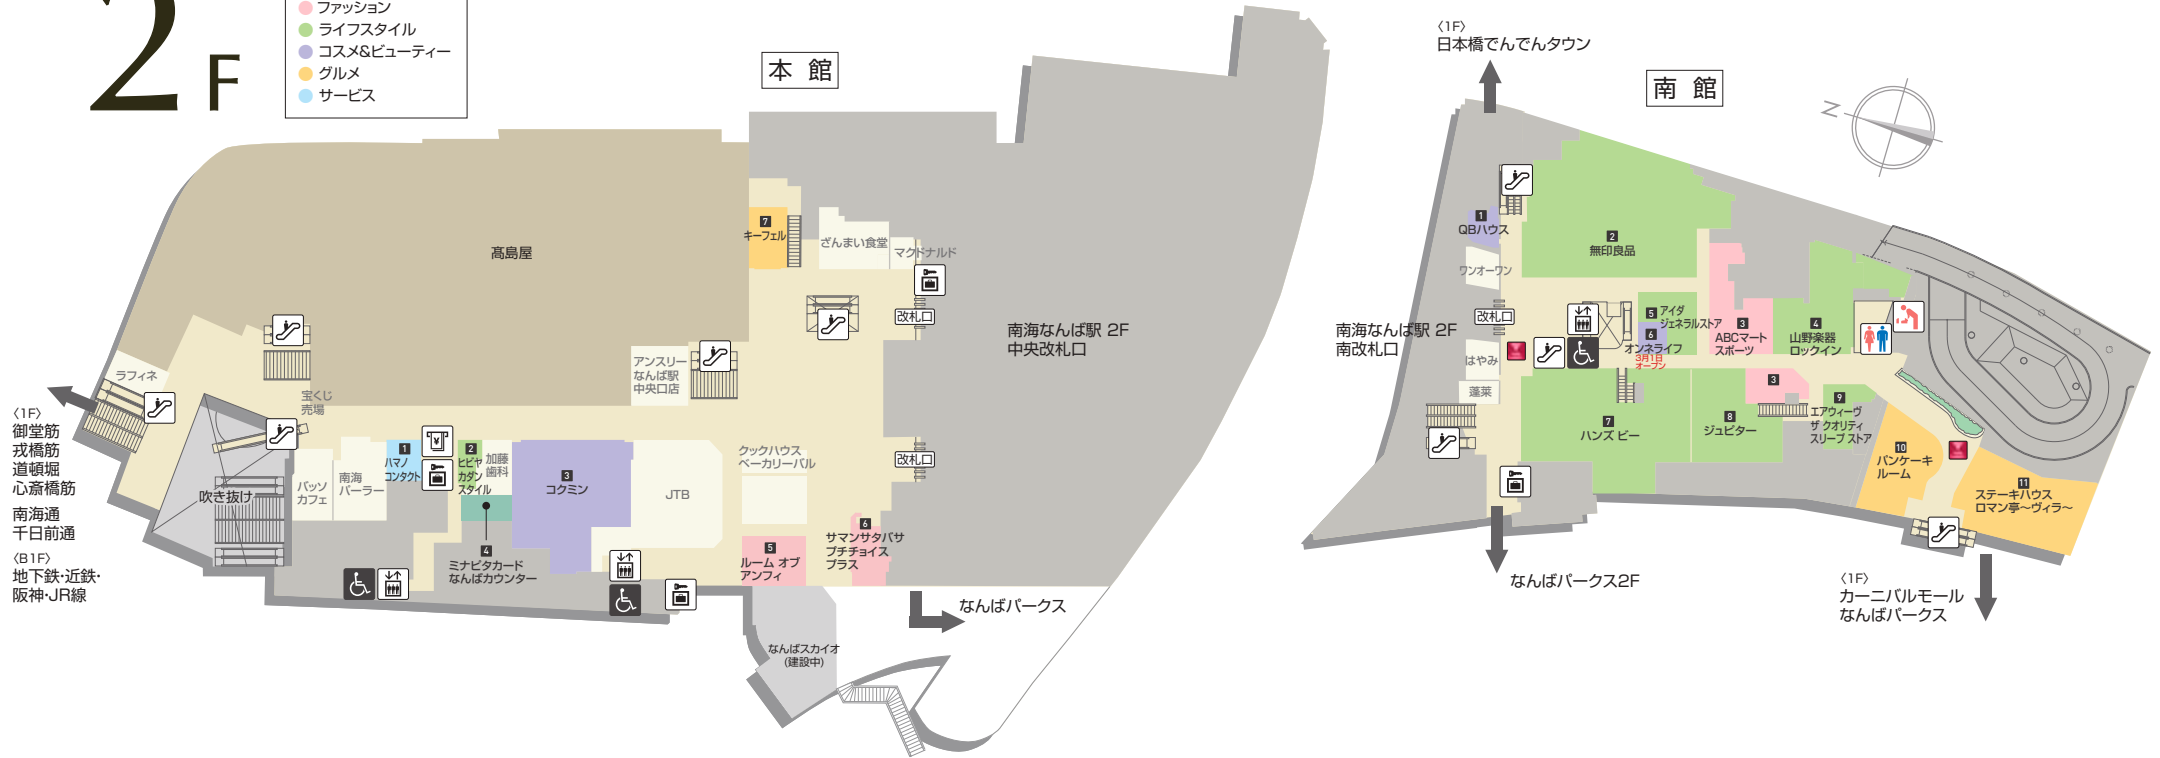 2F
ファッション
ライフスタイル
コスメ&ビューティー
グルメ
サービス
本館
髙島屋
7
キーフェル
ざんまい食堂
マクドナルド
改札口
南海なんば駅 2F
中央改札口
アンスリー
なんば駅
中央口店
ラフィネ
宝くじ
売場
〈1F〉
御堂筋
戎橋筋
道頓堀
心斎橋筋
南海通
千日前通
〈B1F〉
地下鉄・近鉄・
阪神・JR線
吹き抜け
パッソ
カフェ
南海
パーラー
1
ハマノ
コンタクト
2
ヒビヤ
カダン
スタイル
加藤
歯科
3
コクミン
JTB
クックハウス
ベーカリーバル
改札口
4
ミナピタカード
なんばカウンター
5
ルーム オブ
アンフィ
6
サマンサタバサ
プチチョイス
プラス
なんばパークス
なんばスカイオ
(建設中)
〈1F〉
日本橋でんでんタウン
南館
N
1
QBハウス
ワンオーワン
2
無印良品
改札口
南海なんば駅 2F
南改札口
はやみ
蓬莱
5
アイダ
ジェネラルストア
6
オンネライフ
3月1日
オープン
3
ABCマート
スポーツ
4
山野楽器
ロックイン
3
7
ハンズ ビー
8
ジュピター
9
エアウィーヴ
ザ クオリティ
スリープ ストア
10
パンケーキ
ルーム
11
ステーキハウス
ロマン亭〜ヴィラ〜
なんばパークス2F
〈1F〉
カーニバルモール
なんばパークス